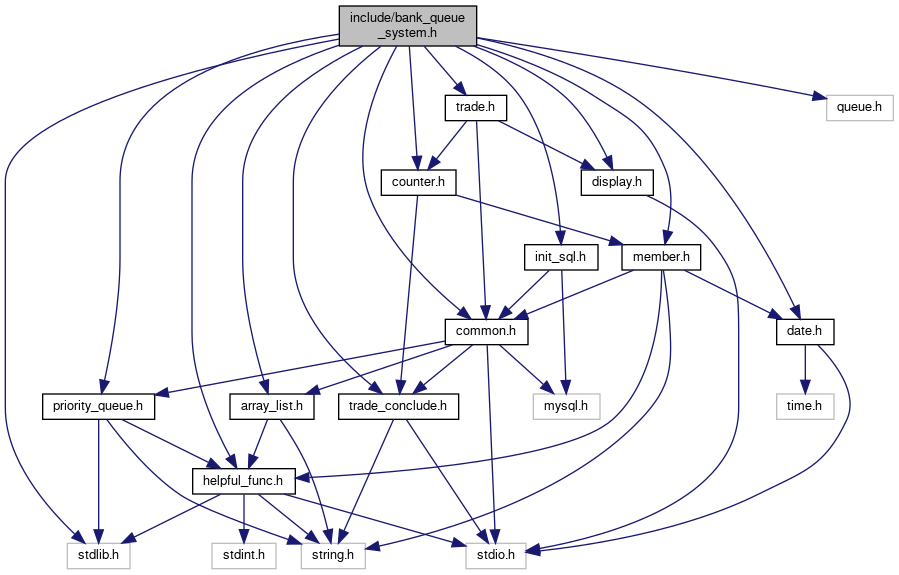 include/bank_queue
_system.h
trade.h
queue.h
counter.h
display.h
init_sql.h
member.h
common.h
date.h
priority_queue.h
array_list.h
trade_conclude.h
mysql.h
time.h
helpful_func.h
stdlib.h
stdint.h
string.h
stdio.h